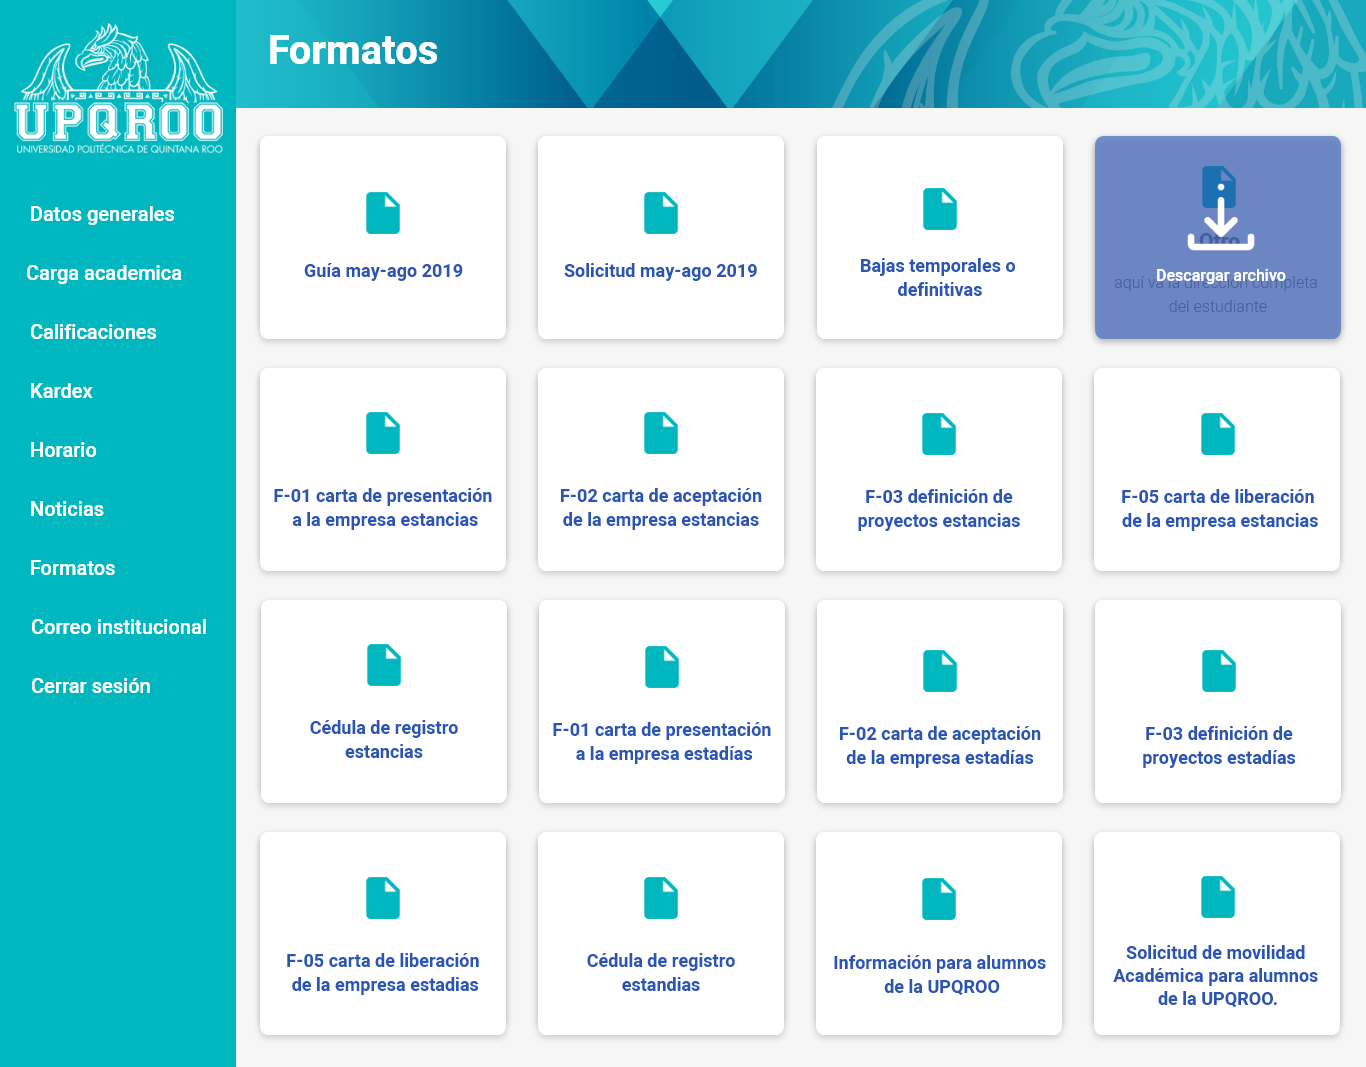 UPQROO
UNIVERSIDAD POLITÉCNICA DE QUINTANA ROO
Datos generales
Carga academica
Calificaciones
Kardex
Horario
Noticias
Formatos
Correo institucional
Cerrar sesión
Formatos
Guía may-ago 2019
Solicitud may-ago 2019
Bajas temporales o
definitivas
Otro
Descargar archivo
aquí va la dirección completa
del estudiante
F-01 carta de presentación
a la empresa estancias
F-02 carta de aceptación
de la empresa estancias
F-03 definición de
proyectos estancias
F-05 carta de liberación
de la empresa estancias
Cédula de registro
estancias
F-01 carta de presentación
a la empresa estadías
F-02 carta de aceptación
de la empresa estadías
F-03 definición de
proyectos estadías
F-05 carta de liberación
de la empresa estadias
Cédula de registro
estandias
Información para alumnos
de la UPQROO
Solicitud de movilidad
Académica para alumnos
de la UPQROO.